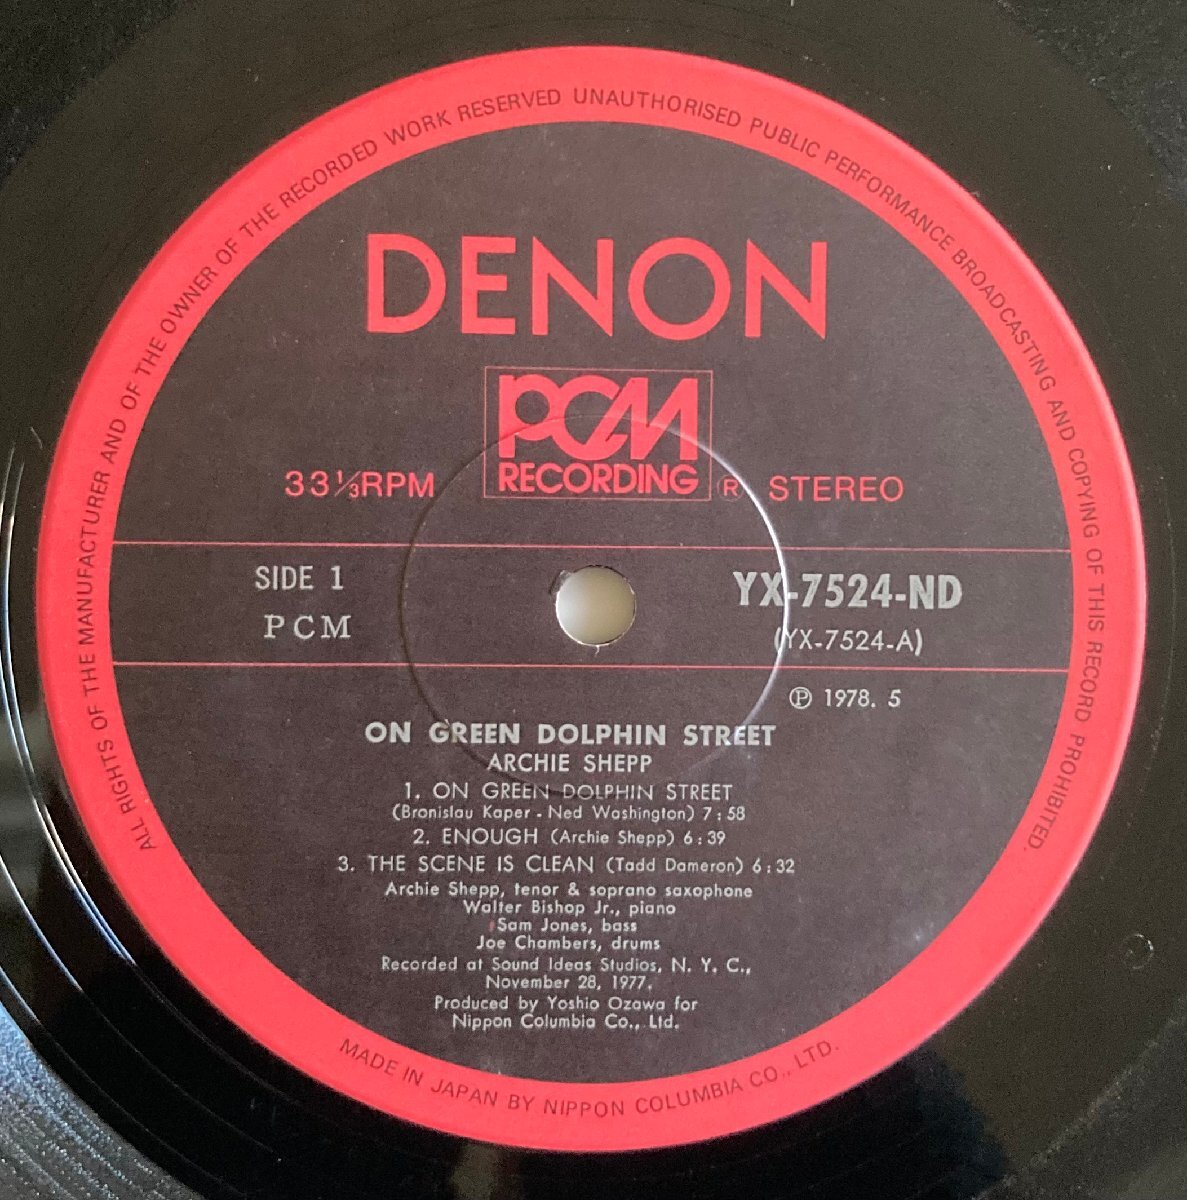 ALL RIGHTS OF THE MANUFACTURER AND OF THE OWNER OF THE RECORDED WORK RESERVED UNAUTHORISED PUBLIC PERFORMANCE BROADCASTING AND COPYING OF THIS RECORD PROHIBITED.
DENON
PCM
RECORDING
33⅓RPM ® STEREO
SIDE 1 YX-7524-ND
PCM (YX-7524-A)
℗ 1978. 5
ON GREEN DOLPHIN STREET
ARCHIE SHEPP
1. ON GREEN DOLPHIN STREET
(Bronislau Kaper - Ned Washington) 7:58
2. ENOUGH (Archie Shepp) 6:39
3. THE SCENE IS CLEAN (Tadd Dameron) 6:32
Archie Shepp, tenor & soprano saxophone
Walter Bishop Jr., piano
Sam Jones, bass
Joe Chambers, drums
Recorded at Sound Ideas Studios, N. Y. C.,
November 28, 1977.
Produced by Yoshio Ozawa for
Nippon Columbia Co., Ltd.
MADE IN JAPAN BY NIPPON COLUMBIA CO., LTD.